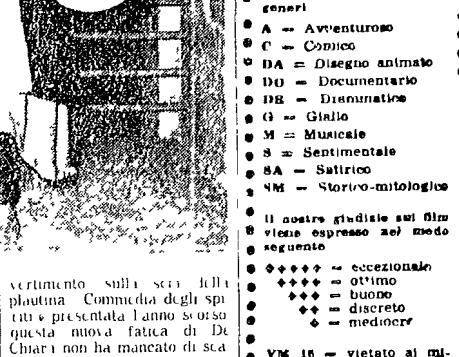 vertimento sulla scia della
plautina Commedia degli spi
riti e presentata l anno scorso
questa nuova fatica di De
Chiara non ha mancato di sca
generi
A = Avventuroso
C = Comico
DA = Disegno animato
DO = Documentario
DR = Drammatico
G = Giallo
M = Musicale
S = Sentimentale
SA = Satirico
SM = Storico-mitologico
Il nostro giudizio sul film
viene espresso nel modo
seguente
♦♦♦♦♦ = eccezionale
♦♦♦♦ = ottimo
♦♦♦ = buono
♦♦ = discreto
♦ = mediocre
VM 16 = vietato ai mi-